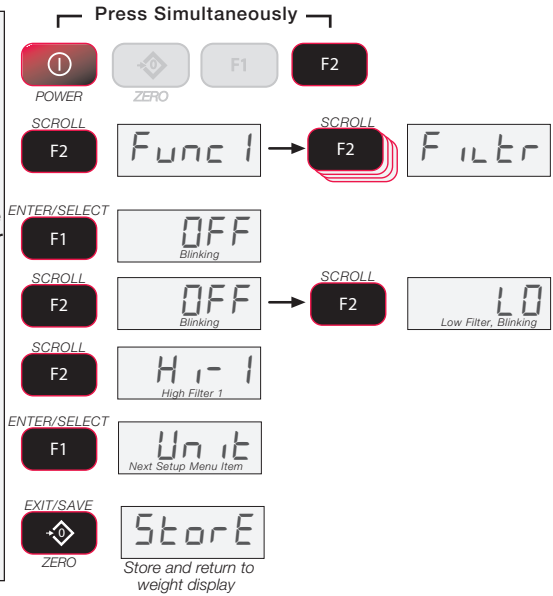 Press Simultaneously
F1 F2
POWER ZERO
SCROLL SCROLL
F2 Func1 F2 Filtr
ENTER/SELECT
F1 OFF
Blinking
SCROLL SCROLL
F2 OFF F2 LO
Blinking Low Filter, Blinking
SCROLL
F2 Hi-1
High Filter 1
ENTER/SELECT
F1 Unit
Next Setup Menu Item
EXIT/SAVE
0 StorE
ZERO Store and return to
weight display